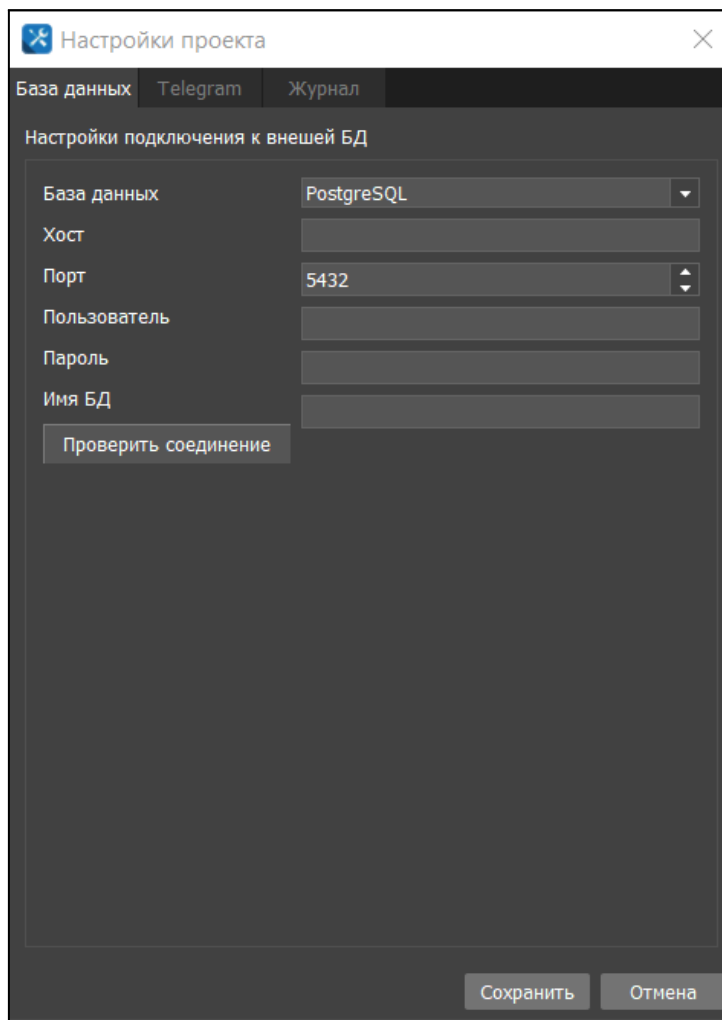 Настройки проекта
База данных Telegram Журнал
Настройки подключения к внешей БД
База данных PostgreSQL
Хост
Порт 5432
Пользователь
Пароль
Имя БД
Проверить соединение
Сохранить Отмена